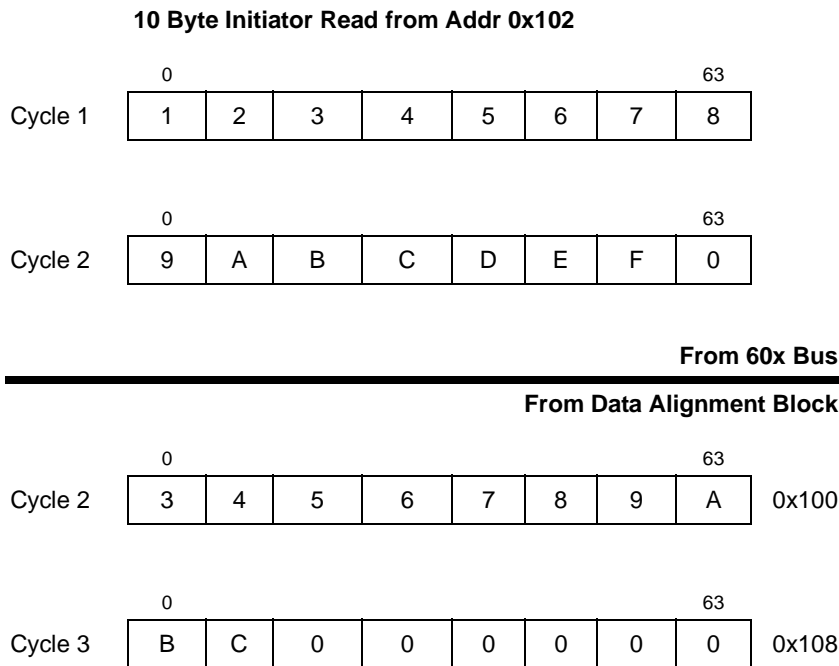 10 Byte Initiator Read from Addr 0x102
0 63
Cycle 1 1 2 3 4 5 6 7 8
0 63
Cycle 2 9 A B C D E F 0
From 60x Bus
From Data Alignment Block
0 63
Cycle 2 3 4 5 6 7 8 9 A 0x100
0 63
Cycle 3 B C 0 0 0 0 0 0 0x108